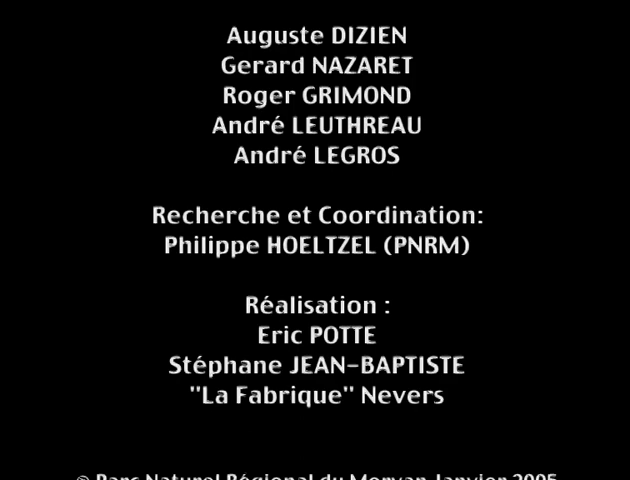 Auguste DIZIEN
Gerard NAZARET
Roger GRIMOND
André LEUTHREAU
André LEGROS
Recherche et Coordination:
Philippe HOELTZEL (PNRM)
Réalisation :
Eric POTTE
Stéphane JEAN-BAPTISTE
"La Fabrique" Nevers
© Parc Naturel Régional du Morvan Janvier 2005